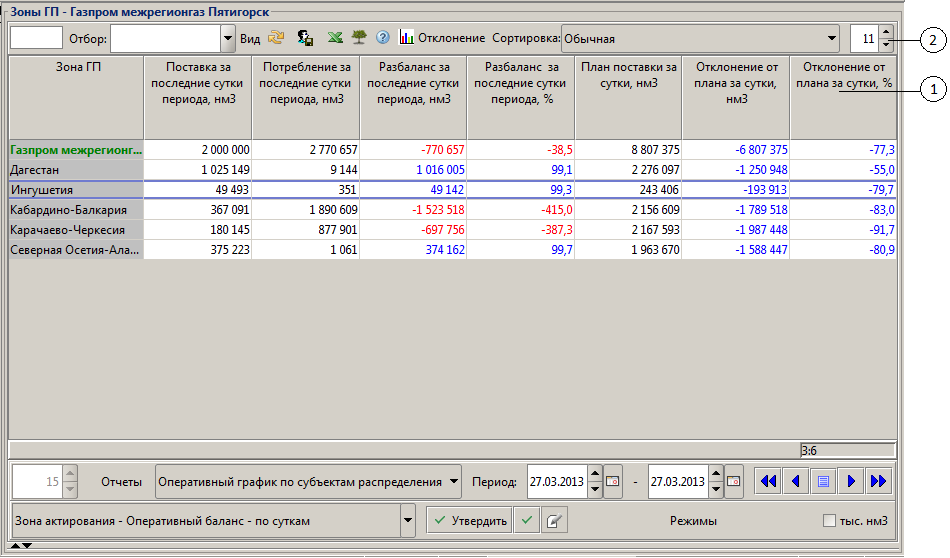 Зоны ГП - Газпром межрегионгаз Пятигорск
Отбор: Вид Отклонение Сортировка: Обычная 11 2
Зона ГП Поставка за последние сутки периода, нм3 Потребление за последние сутки периода, нм3 Разбаланс за последние сутки периода, нм3 Разбаланс за последние сутки периода, % План поставки за сутки, нм3 Отклонение от плана за сутки, нм3 Отклонение от плана за сутки, % 1
Газпром межрегионг... 2 000 000 2 770 657 -770 657 -38,5 8 807 375 -6 807 375 -77,3
Дагестан 1 025 149 9 144 1 016 005 99,1 2 276 097 -1 250 948 -55,0
Ингушетия 49 493 351 49 142 99,3 243 406 -193 913 -79,7
Кабардино-Балкария 367 091 1 890 609 -1 523 518 -415,0 2 156 609 -1 789 518 -83,0
Карачаево-Черкесия 180 145 877 901 -697 756 -387,3 2 167 593 -1 987 448 -91,7
Северная Осетия-Ала... 375 223 1 061 374 162 99,7 1 963 670 -1 588 447 -80,9
3:6
15 Отчеты Оперативный график по субъектам распределения Период: 27.03.2013 - 27.03.2013
Зона актирования - Оперативный баланс - по суткам Утвердить Режимы тыс. нм3